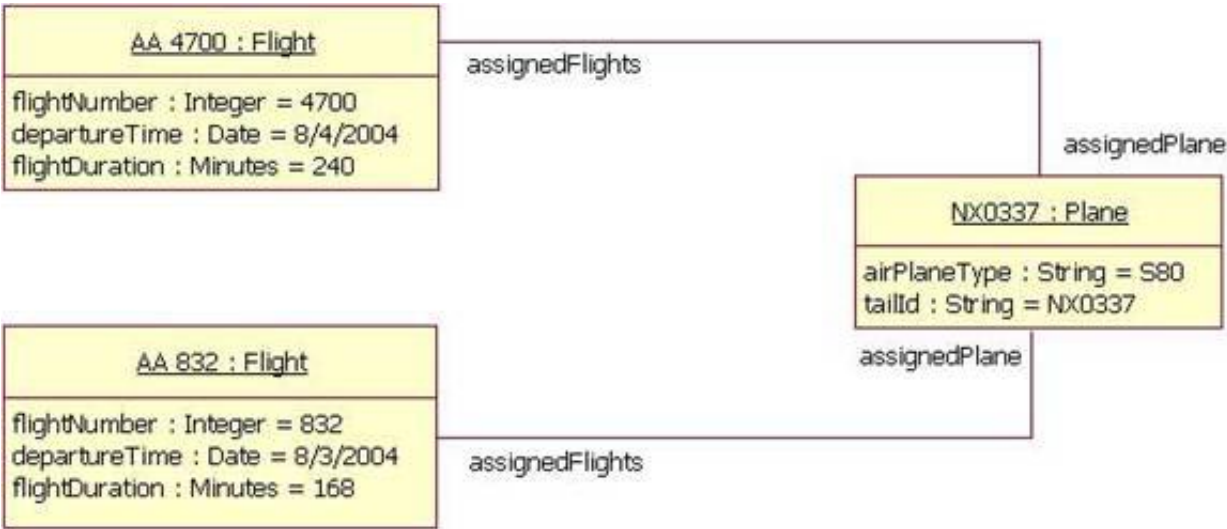 AA 4700 : Flight
flightNumber : Integer = 4700
departureTime : Date = 8/4/2004
flightDuration : Minutes = 240
assignedFlights
assignedPlane
NX0337 : Plane
airPlaneType : String = S80
tailId : String = NX0337
assignedPlane
AA 832 : Flight
flightNumber : Integer = 832
departureTime : Date = 8/3/2004
flightDuration : Minutes = 168
assignedFlights